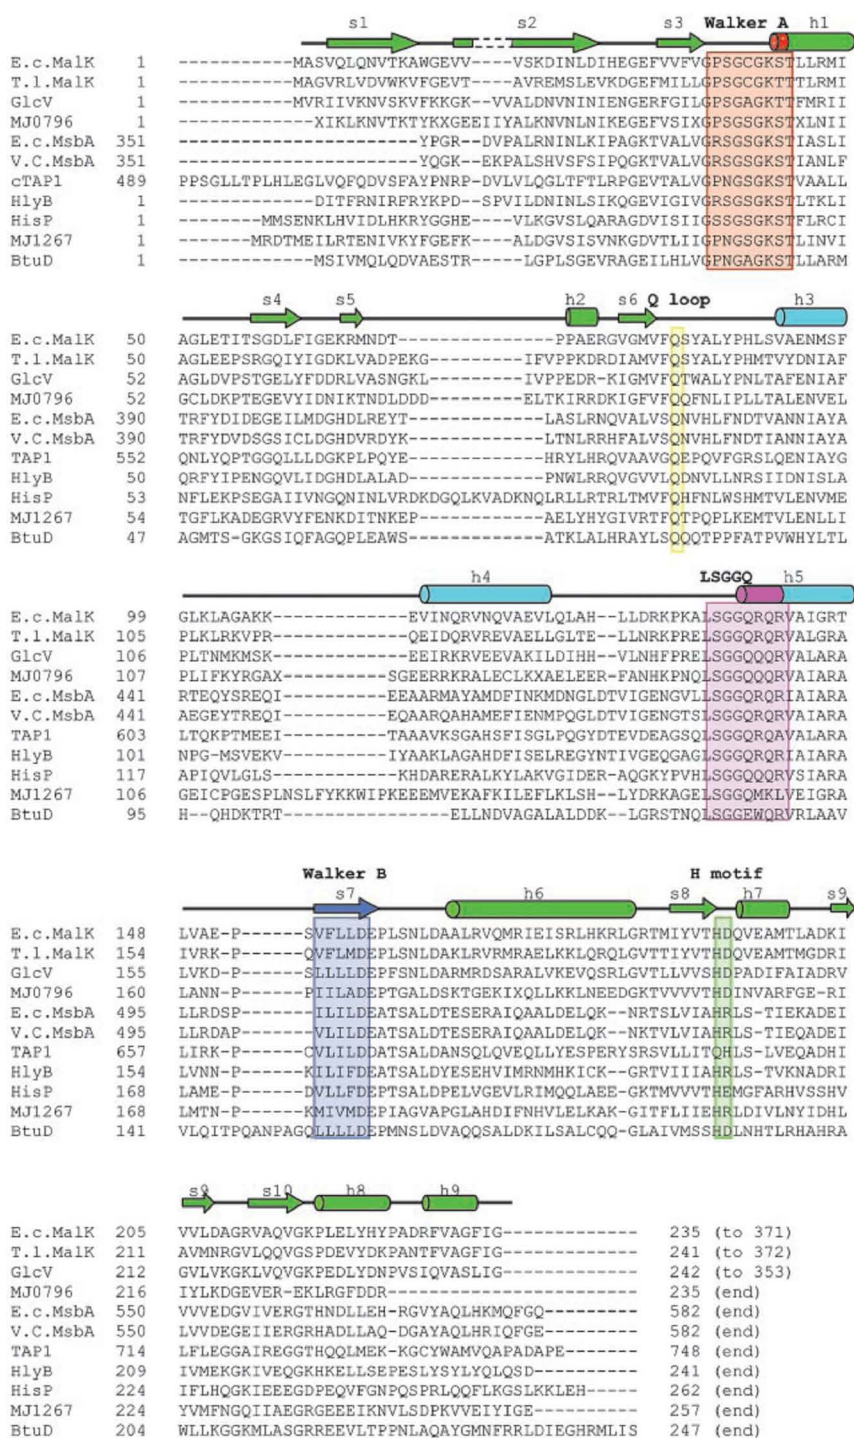 s1 s2 s3 Walker A h1
E.c.MalK 1 ----------MASVQLQNVTKAWGEVV----VSKDINLDIHEGEFVVFVGPSGCGKSTLLRMI
T.l.MalK 1 ----------MAGVRLVDVWKVFGEVT----AVREMSLEVKDGEFMILLGPSGCGKTTTLRMI
GlcV 1 ----------MVRIIVKNVSKVFKKGK--VVALDNVNINIENGERFGILGPSGAGKTTFMRII
MJ0796 1 ----------XIKLKNVTKTYKXGEEIIYALKNVNLNIKEGEFVSIXGPSGSGKSTXLNII
E.c.MsbA 351 --------------------YPGR--DVPALRNINLKIPAGKTVALVGRSGSGKSTIASLI
V.C.MsbA 351 --------------------YQGK--EKPALSHVSFSIPQGKTVALVGRSGSGKSTIANLF
cTAP1 489 PPSGLLTPLHLEGLVQFQDVSFAYPNRP--DVLVLQGLTFTLRPGEVTALVGPNGSGKSTVAALL
HlyB 1 ----------DITFRNIRFRYKPD--SPVILDNINLSIKQGEVIGIVGRSGSGKSTLTKLI
HisP 1 -------MMSENKLHVIDLHKRYGGHE----VLKGVSLQARAGDVISIIGSSGSGKSTFLRCI
MJ1267 1 ------MRDTMEILRTENIVKYFGEFK----ALDGVSISVNKGDVTLIIGPNGSGKSTLINVI
BtuD 1 ----------MSIVMQLQDVAESTR------LGPLSGEVRAGEILHLVGPNGAGKSTLLARM
s4 s5 h2 s6 Q loop h3
E.c.MalK 50 AGLETITSGDLFIGEKRMNDT--------------PPAERGVGMVFQSYALYPHLSVAENMSF
T.l.MalK 50 AGLEEPSRGQIYIGDKLVADPEKG-----------IFVPPKDRDIAMVFQSYALYPHMTVYDNIAF
GlcV 52 AGLDVPSTGELYFDDRLVASNGKL-----------IVPPEDR-KIGMVFQTWALYPNLTAFENIAF
MJ0796 52 GCLDKPTEGEVYIDNIKTNDLDDD-----------ELTKIRRDKIGFVFQQFNLIPLLTALENVEL
E.c.MsbA 390 TRFYDIDEGEILMDGHDLREYT-------------LASLRNQVALVSQNVHLFNDTVANNIAYA
V.C.MsbA 390 TRFYDVDSGSICLDGHDVRDYK-------------LTNLRRHFALVSQNVHLFNDTIANNIAYA
TAP1 552 QNLYQPTGGQLLLDGKPLPQYE-------------HRYLHRQVAAVGQEPQVFGRSLQENIAYG
HlyB 50 QRFYIPENGQVLIDGHDLALAD-------------PNWLRRQVGVVLQDNVLLNRSIIDNISLA
HisP 53 NFLEKPSEGAIIVNGQNINLVRDKDGQLKVADKNQLRLLRTRLTMVFQHFNLWSHMTVLENVME
MJ1267 54 TGFLKADEGRVYFENKDITNKEP------------AELYHYGIVRTFQTPQPLKEMTVLENLLI
BtuD 47 AGMTS-GKGSIQFAGQPLEAWS-------------ATKLALHRAYLSQQQTPPFATPVWHYLTL
h4 LSGGQ h5
E.c.MalK 99 GLKLAGAKK-----------------EVINQRVNQVAEVLQLAH--LLDRKPKALSGGQRQRVAIGRT
T.l.MalK 105 PLKLRKVPR-----------------QEIDQRVREVAELLGLTE--LLNRKPRELSGGQRQRVALGRA
GlcV 106 PLTNMKMSK-----------------EEIRKRVEEVAKILDIHH--VLNHFPRELSGGQQQRVALARA
MJ0796 107 PLIFKYRGAX----------------SGEERRKRALECLKXAELEER-FANHKPNQLSGGQQQRVAIARA
E.c.MsbA 441 RTEQYSREQI----------------EEAARMAYAMDFINKMDNGLDTVIGENGVLLSGGQRQRIAIARA
V.C.MsbA 441 AEGEYTREQI----------------EQAARQAHAMEFIENMPQGLDTVIGENGTSLSGGQRQRVAIARA
TAP1 603 LTQKPTMEEI----------------TAAAVKSGAHSFISGLPQGYDTEVDEAGSQLSGGQRQAVALARA
HlyB 101 NPG-MSVEKV----------------IYAAKLAGAHDFISELREGYNTIVGEQGAGLSGGQRQRIAIARA
HisP 117 APIQVLGLS-----------------KHDARERALKYLAKVGIDER-AQGKYPVHLSGGQQQRVSIARA
MJ1267 106 GEICPGESPLNSLFYKKWIPKEEEMVEKAFKILEFLKLSH--LYDRKAGELSGGQMKLVEIGRA
BtuD 95 H--QHDKTRT----------------ELLNDVAGALALDDK--LGRSTNQLSGGEWQRVRLAAV
Walker B H motif
s7 h6 s8 h7 s9
E.c.MalK 148 LVAE-P------SVFLLDEPLSNLDAALRVQMRIEISRLHKRLGRTMIYVTHDQVEAMTLADKI
T.l.MalK 154 IVRK-P------QVFLMDEPLSNLDAKLRVRMRAELKKLQRQLGVTTIYVTHDQVEAMTMGDRI
GlcV 155 LVKD-P------SLLLLDEPFSNLDARMRDSARALVKEVQSRLGVTLLVVSHDPADIFAIADRV
MJ0796 160 LANN-P------PIILADEPTGALDSKTGEKIXQLLKKLNEEDGKTVVVVTHDINVARFGE-RI
E.c.MsbA 495 LLRDSP------ILILDEATSALDTESERAIQAALDELQK--NRTSLVIAHRLS-TIEKADEI
V.C.MsbA 495 LLRDAP------VLILDEATSALDTESERAIQAALDELQK--NKTVLVIAHRLS-TIEQADEI
TAP1 657 LIRK-P------CVLILDDATSALDANSQLQVEQLLYESPERYSRSVLLITQHLS-LVEQADHI
HlyB 154 LVNN-P------KILIFDEATSALDYESEHVIMRNMHKICK--GRTVIIIAHRLS-TVKNADRI
HisP 168 LAME-P------DVLLFDEPTSALDPELVGEVLRIMQQLAEE-GKTMVVVTHEMGFARHVSSHV
MJ1267 168 LMTN-P------KMIVMDEPIAGVAPGLAHDIFNHVLELKAK-GITFLIIEHRLDIVLNYIDHL
BtuD 141 VLQITPQANPAGQLLLLDEPMNSLDVAQQSALDKILSALCQQ-GLAIVMSSHDLNHTLRHAHRA
s9 s10 h8 h9
E.c.MalK 205 VVLDAGRVAQVGKPLELYHYPADRFVAGFIG------------ 235 (to 371)
T.l.MalK 211 AVMNRGVLQQVGSPDEVYDKPANTFVAGFIG------------ 241 (to 372)
GlcV 212 GVLVKGKLVQVGKPEDLYDNPVSIQVASLIG------------ 242 (to 353)
MJ0796 216 IYLKDGEVER-EKLRGFDDR----------------------- 235 (end)
E.c.MsbA 550 VVVEDGVIVERGTHNDLLEH-RGVYAQLHKMQFGQ-------- 582 (end)
V.C.MsbA 550 LVVDEGEIIERGRHADLLAQ-DGAYAQLHRIQFGE-------- 582 (end)
TAP1 714 LFLEGGAIREGGTHQQLMEK-KGCYWAMVQAPADAPE------ 748 (end)
HlyB 209 IVMEKGKIVEQGKHKELLSEPESLYSYLYQLQSD--------- 241 (end)
HisP 224 IFLHQGKIEEEGDPEQVFGNPQSPRLQQFLKGSLKKLEH---- 262 (end)
MJ1267 224 YVMFNGQIIAEGRGEEEIKNVLSDPKVVEIYIGE--------- 257 (end)
BtuD 204 WLLKGGKMLASGRREEVLTPPNLAQAYGMNFRRLDIEGHRMLIS 247 (end)